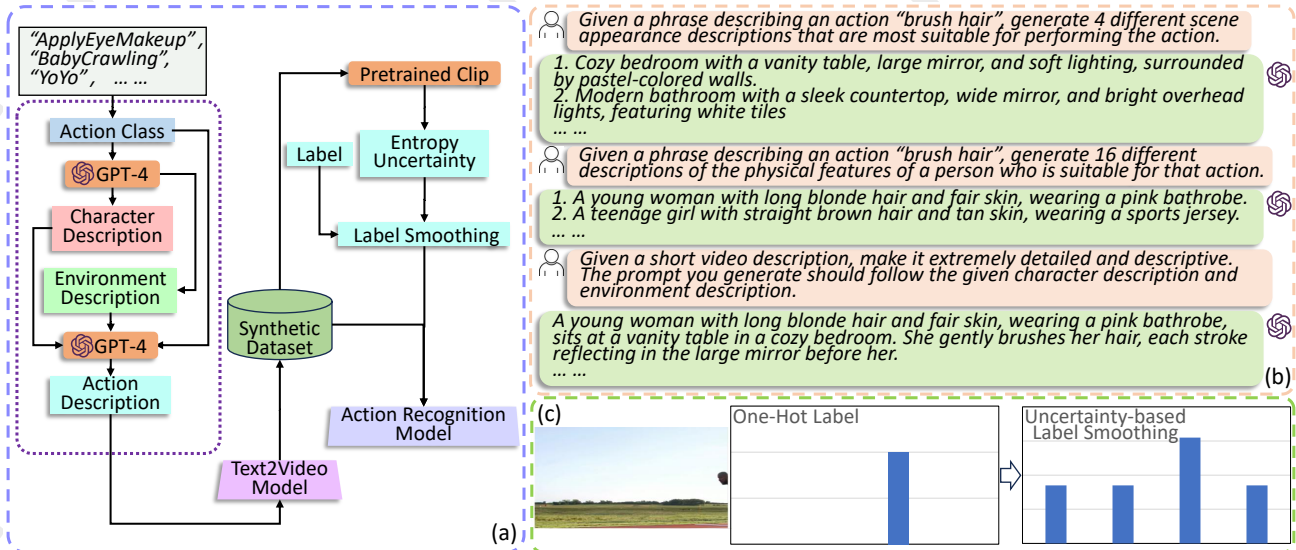 "ApplyEyeMakeup",
"BabyCrawling",
"YoYo", … …
Action Class
GPT-4
Character
Description
Environment
Description
GPT-4
Action
Description
Pretrained Clip
Entropy
Uncertainty
Label
Label Smoothing
Synthetic
Dataset
Action Recognition
Model
Text2Video
Model
(a)
Given a phrase describing an action "brush hair", generate 4 different scene
appearance descriptions that are most suitable for performing the action.
1. Cozy bedroom with a vanity table, large mirror, and soft lighting, surrounded
by pastel-colored walls.
2. Modern bathroom with a sleek countertop, wide mirror, and bright overhead
lights, featuring white tiles
… …
Given a phrase describing an action "brush hair", generate 16 different
descriptions of the physical features of a person who is suitable for that action.
1. A young woman with long blonde hair and fair skin, wearing a pink bathrobe.
2. A teenage girl with straight brown hair and tan skin, wearing a sports jersey.
… …
Given a short video description, make it extremely detailed and descriptive.
The prompt you generate should follow the given character description and
environment description.
A young woman with long blonde hair and fair skin, wearing a pink bathrobe,
sits at a vanity table in a cozy bedroom. She gently brushes her hair, each stroke
reflecting in the large mirror before her.
… …
(b)
(c)
One-Hot Label
Uncertainty-based
Label Smoothing